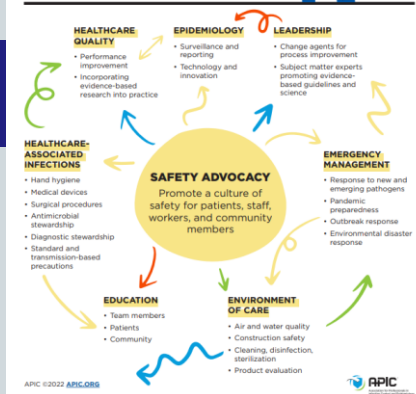 HEALTHCARE
QUALITY
• Performance
improvement
• Incorporating
evidence-based
research into practice
EPIDEMIOLOGY
• Surveillance and
reporting
• Technology and
innovation
LEADERSHIP
• Change agents for
process improvement
• Subject matter experts
promoting evidence-
based guidelines and
science
HEALTHCARE-
ASSOCIATED
INFECTIONS
• Hand hygiene
• Medical devices
• Surgical procedures
• Antimicrobial
stewardship
• Diagnostic stewardship
• Standard and
transmission-based
precautions
SAFETY ADVOCACY
Promote a culture of
safety for patients, staff,
workers, and community
members
EMERGENCY
MANAGEMENT
• Response to new and
emerging pathogens
• Pandemic
preparedness
• Outbreak response
• Environmental disaster
response
EDUCATION
• Team members
• Patients
• Community
ENVIRONMENT
OF CARE
• Air and water quality
• Construction safety
• Cleaning, disinfection,
sterilization
• Product evaluation
APIC ©2022 APIC.ORG
APIC